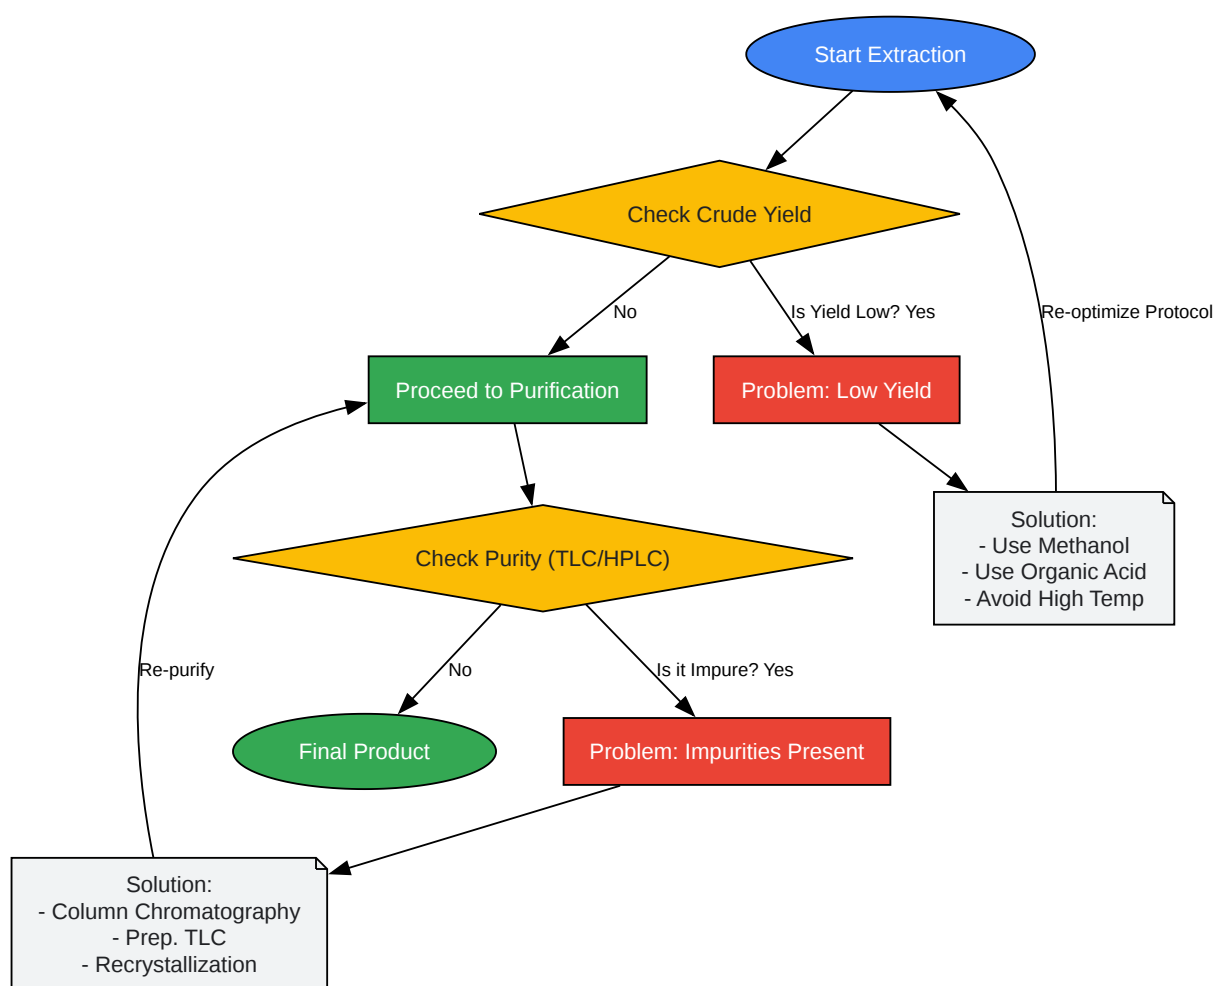 Start Extraction
Check Crude Yield
No
Is Yield Low? Yes
Re-optimize Protocol
Proceed to Purification
Problem: Low Yield
Solution:
- Use Methanol
- Use Organic Acid
- Avoid High Temp
Check Purity (TLC/HPLC)
Re-purify
No
Is it Impure? Yes
Final Product
Problem: Impurities Present
Solution:
- Column Chromatography
- Prep. TLC
- Recrystallization